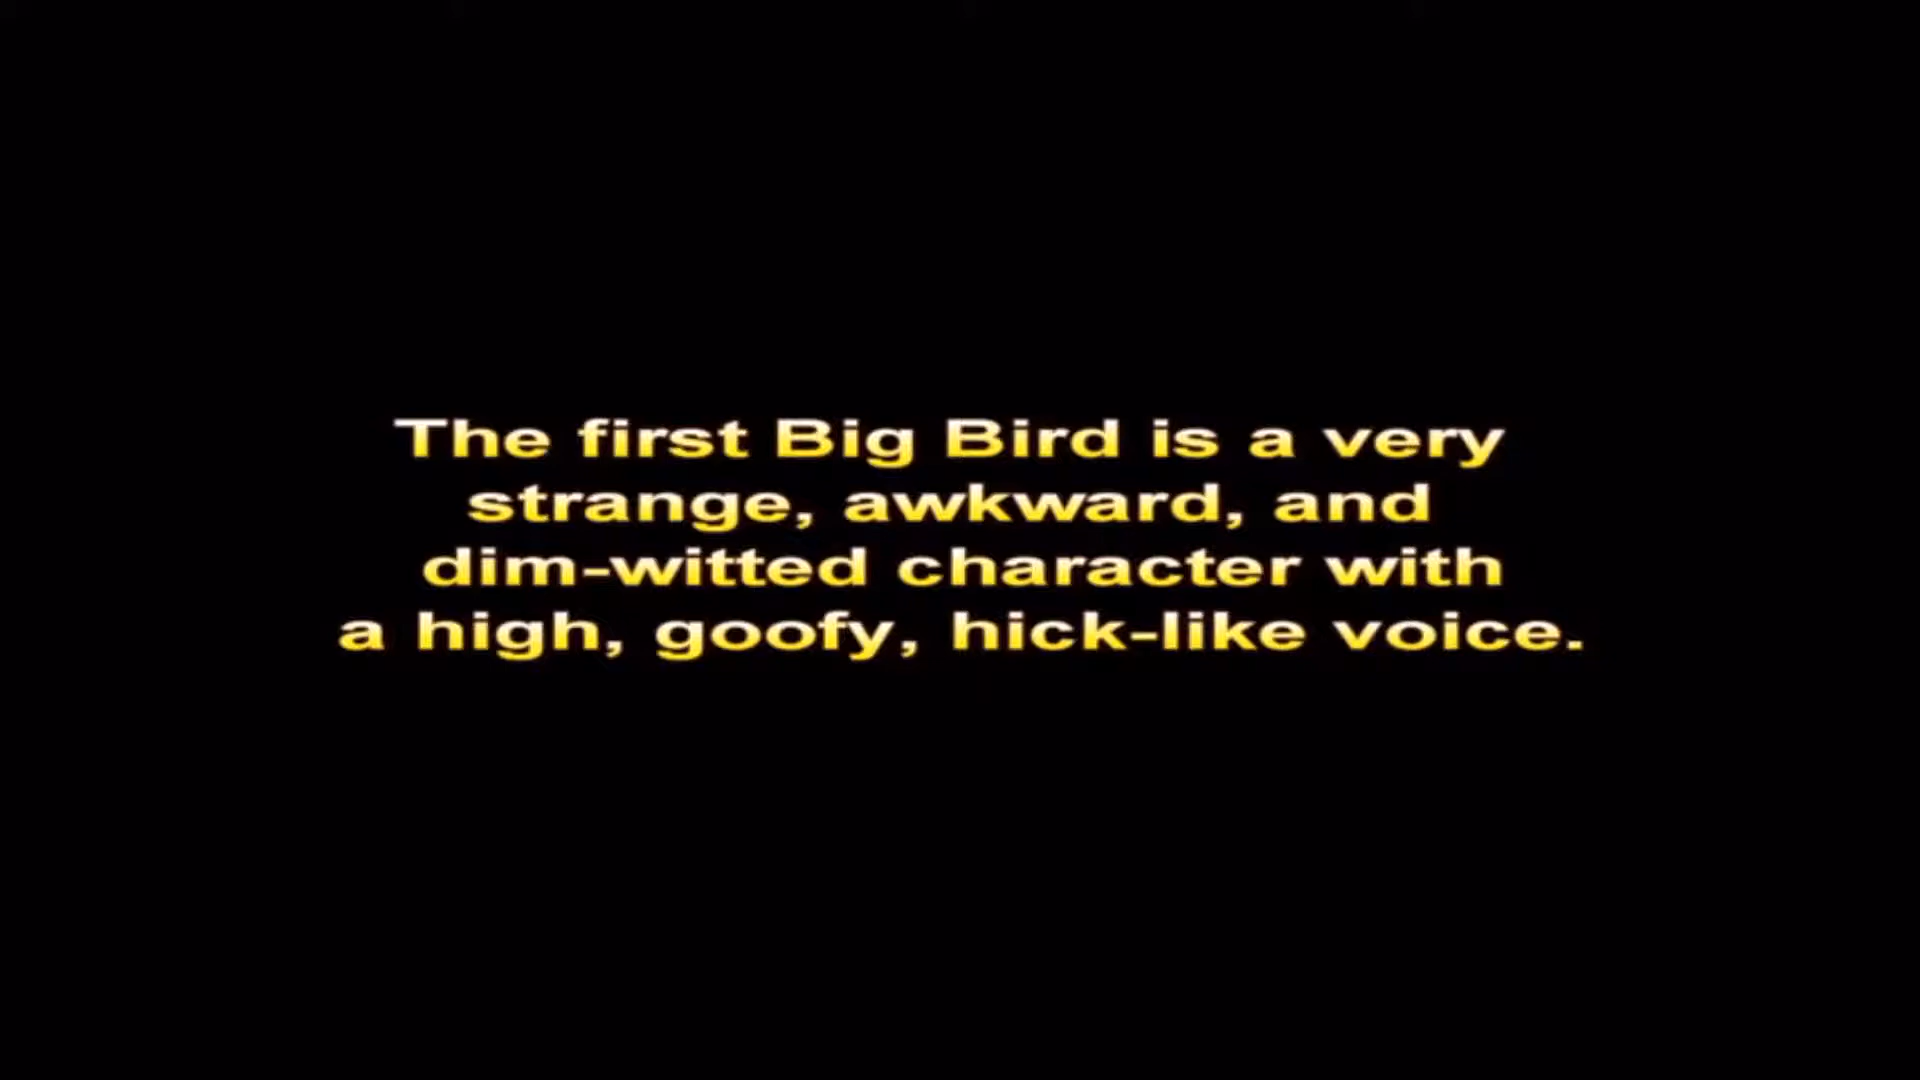 The first Big Bird is a very
strange, awkward, and
dim-witted character with
a high, goofy, hick-like voice.